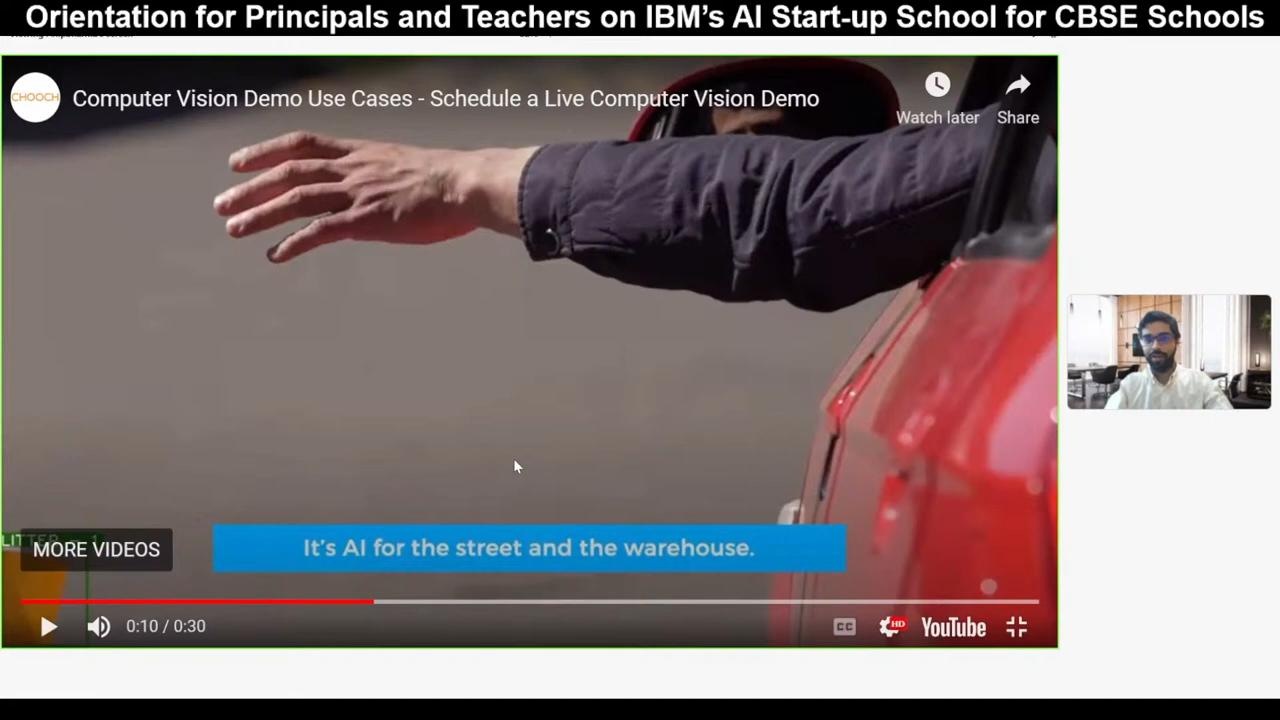 Orientation for Principals and Teachers on IBM's AI Start-up School for CBSE Schools
CHOOCH
Computer Vision Demo Use Cases - Schedule a Live Computer Vision Demo
Watch later
Share
LITTER
MORE VIDEOS
It's AI for the street and the warehouse.
0:10 / 0:30
CC
HD
YouTube